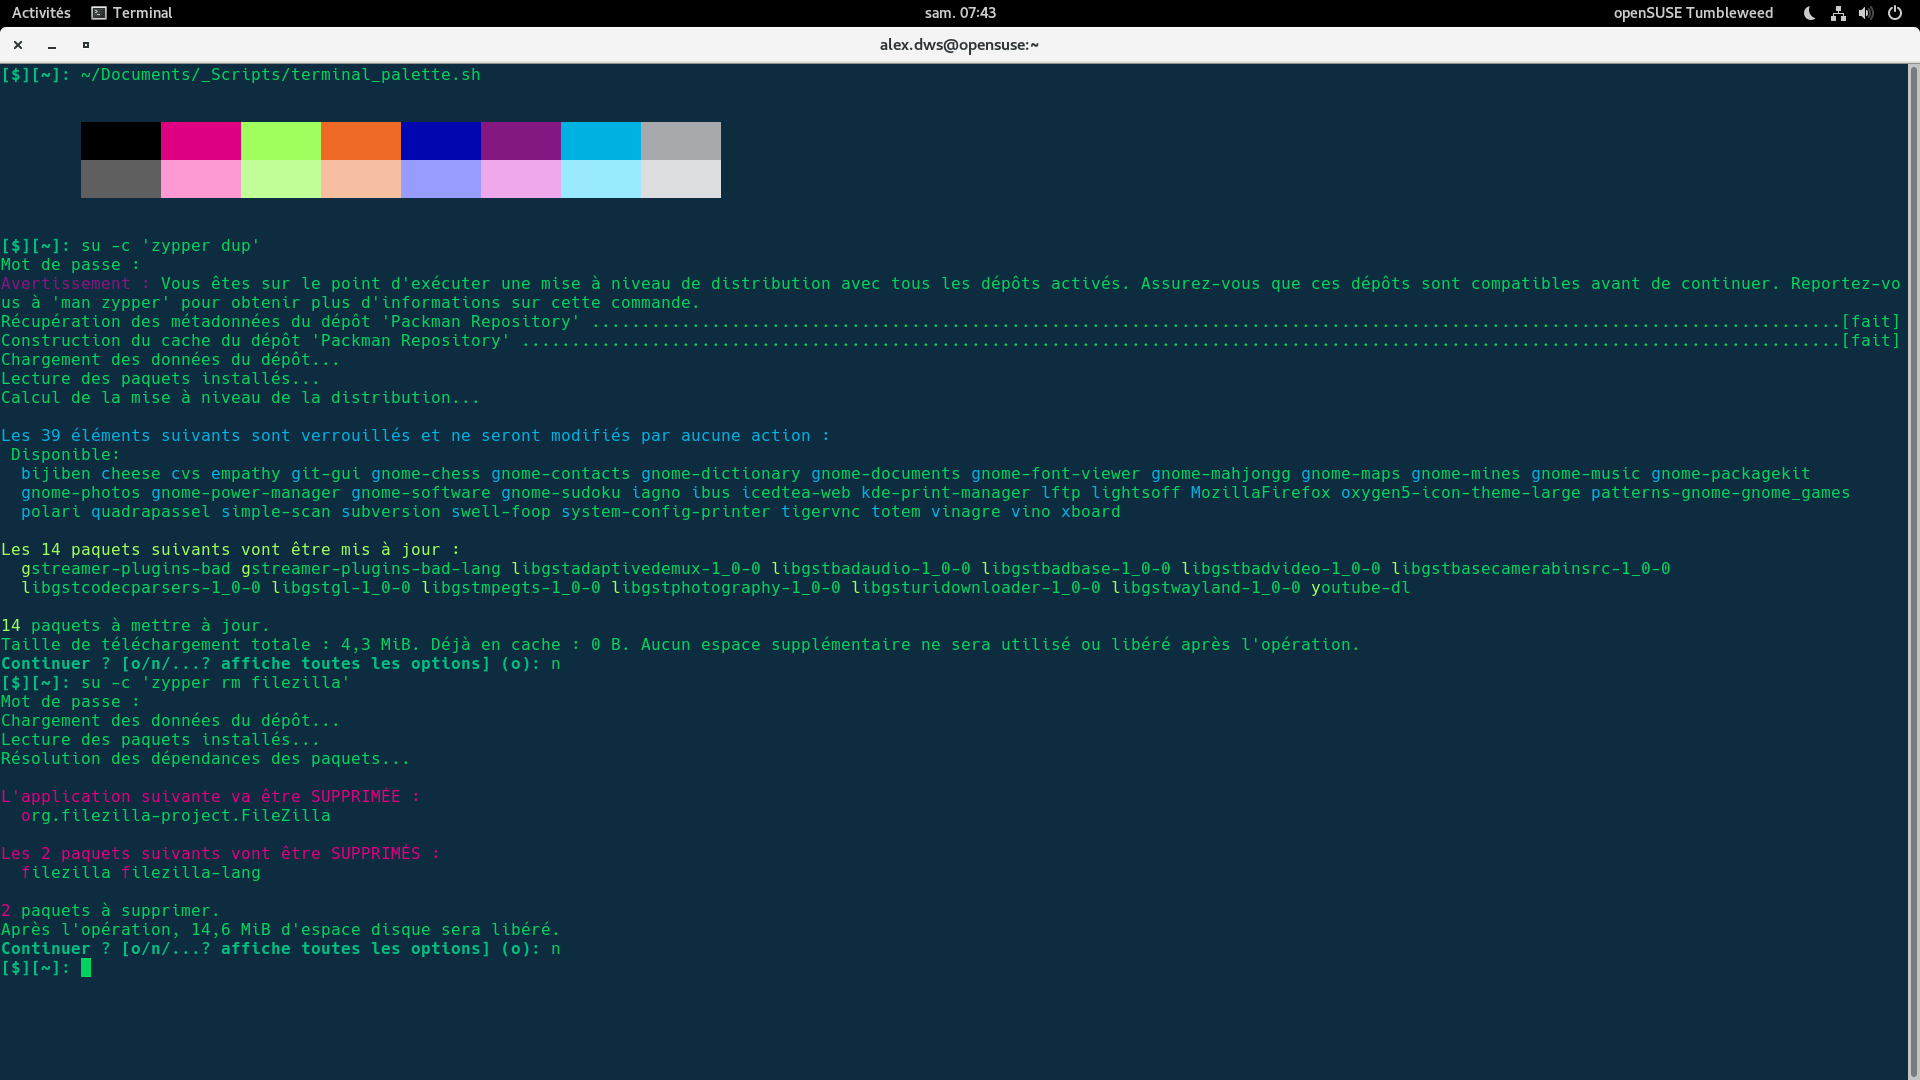 Activités Terminal sam. 07:43 openSUSE Tumbleweed
alex.dws@opensuse:~
[$][~]: ~/Documents/_Scripts/terminal_palette.sh
[$][~]: su -c 'zypper dup'
Mot de passe :
Avertissement : Vous êtes sur le point d'exécuter une mise à niveau de distribution avec tous les dépôts activés. Assurez-vous que ces dépôts sont compatibles avant de continuer. Reportez-vo
us à 'man zypper' pour obtenir plus d'informations sur cette commande.
Récupération des métadonnées du dépôt 'Packman Repository' .............................................................................................................................[fait]
Construction du cache du dépôt 'Packman Repository' ....................................................................................................................................[fait]
Chargement des données du dépôt...
Lecture des paquets installés...
Calcul de la mise à niveau de la distribution...
Les 39 éléments suivants sont verrouillés et ne seront modifiés par aucune action :
Disponible:
bijiben cheese cvs empathy git-gui gnome-chess gnome-contacts gnome-dictionary gnome-documents gnome-font-viewer gnome-mahjongg gnome-maps gnome-mines gnome-music gnome-packagekit
gnome-photos gnome-power-manager gnome-software gnome-sudoku iagno ibus icedtea-web kde-print-manager lftp lightsoff MozillaFirefox oxygen5-icon-theme-large patterns-gnome-gnome_games
polari quadrapassel simple-scan subversion swell-foop system-config-printer tigervnc totem vinagre vino xboard
Les 14 paquets suivants vont être mis à jour :
gstreamer-plugins-bad gstreamer-plugins-bad-lang libgstadaptivedemux-1_0-0 libgstbadaudio-1_0-0 libgstbadbase-1_0-0 libgstbadvideo-1_0-0 libgstbasecamerabinsrc-1_0-0
libgstcodecparsers-1_0-0 libgstgl-1_0-0 libgstmpegts-1_0-0 libgstphotography-1_0-0 libgsturidownloader-1_0-0 libgstwayland-1_0-0 youtube-dl
14 paquets à mettre à jour.
Taille de téléchargement totale : 4,3 MiB. Déjà en cache : 0 B. Aucun espace supplémentaire ne sera utilisé ou libéré après l'opération.
Continuer ? [o/n/...? affiche toutes les options] (o): n
[$][~]: su -c 'zypper rm filezilla'
Mot de passe :
Chargement des données du dépôt...
Lecture des paquets installés...
Résolution des dépendances des paquets...
L'application suivante va être SUPPRIMÉE :
org.filezilla-project.FileZilla
Les 2 paquets suivants vont être SUPPRIMÉS :
filezilla filezilla-lang
2 paquets à supprimer.
Après l'opération, 14,6 MiB d'espace disque sera libéré.
Continuer ? [o/n/...? affiche toutes les options] (o): n
[$][~]: